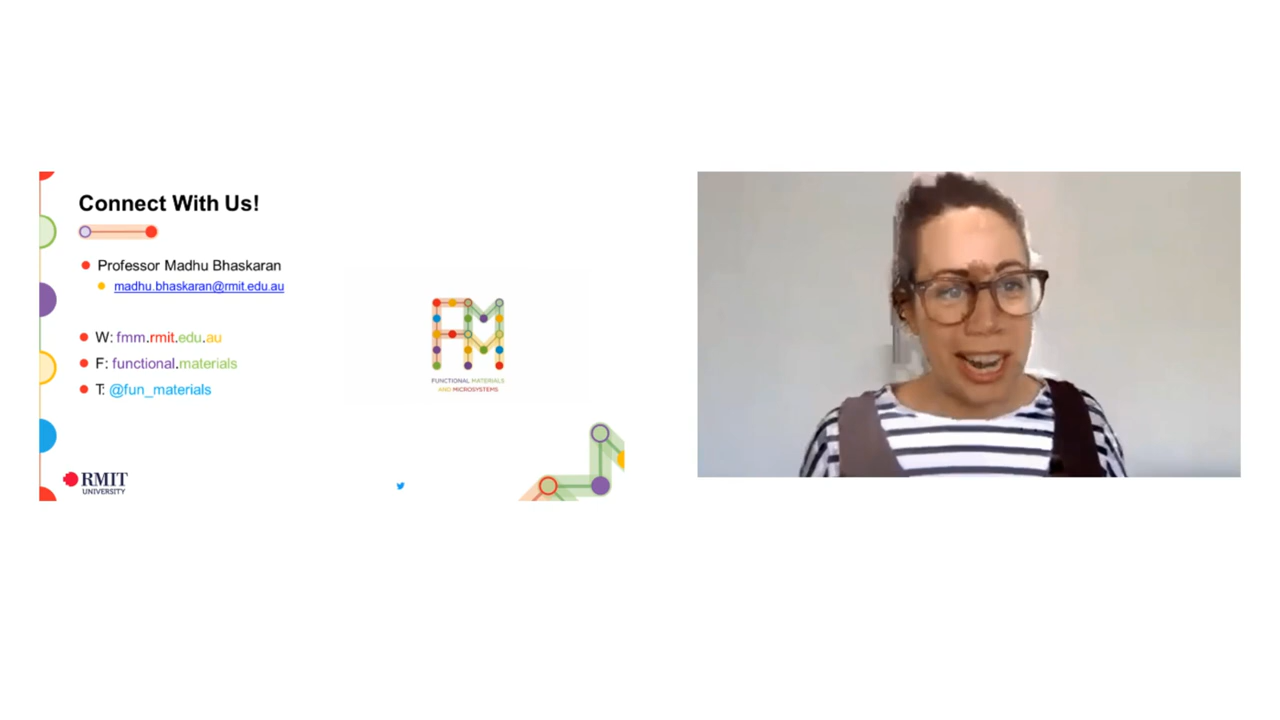 Connect With Us!
Professor Madhu Bhaskaran
madhu.bhaskaran@rmit.edu.au
W: fmm.rmit.edu.au
F: functional.materials
T: @fun_materials
FM
FUNCTIONAL MATERIALS
AND MICROSYSTEMS
RMIT
UNIVERSITY